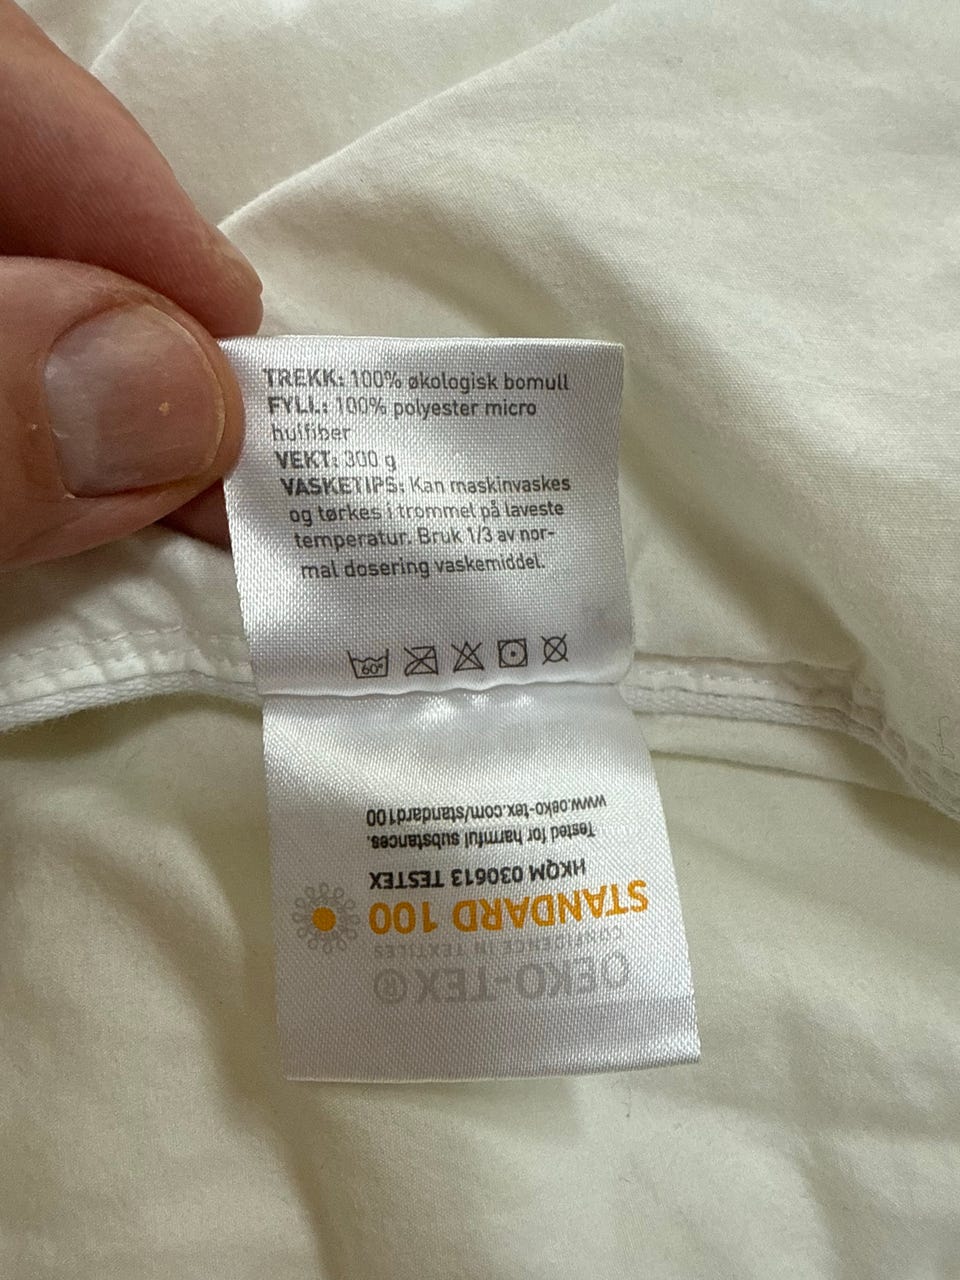 TREKK: 100% økologisk bomull
FYLL: 100% polyester micro
hulfiber
VEKT: 300 g
VASKETIPS: Kan maskinvaskes
og tørkes i trommel på laveste
temperatur. Bruk 1/3 av nor-
mal dosering vaskemiddel.
60°
OEKO-TEX®
CONFIDENCE IN TEXTILES
STANDARD 100
HKQM 030613 TESTEX
Tested for harmful substances.
www.oeko-tex.com/standard100